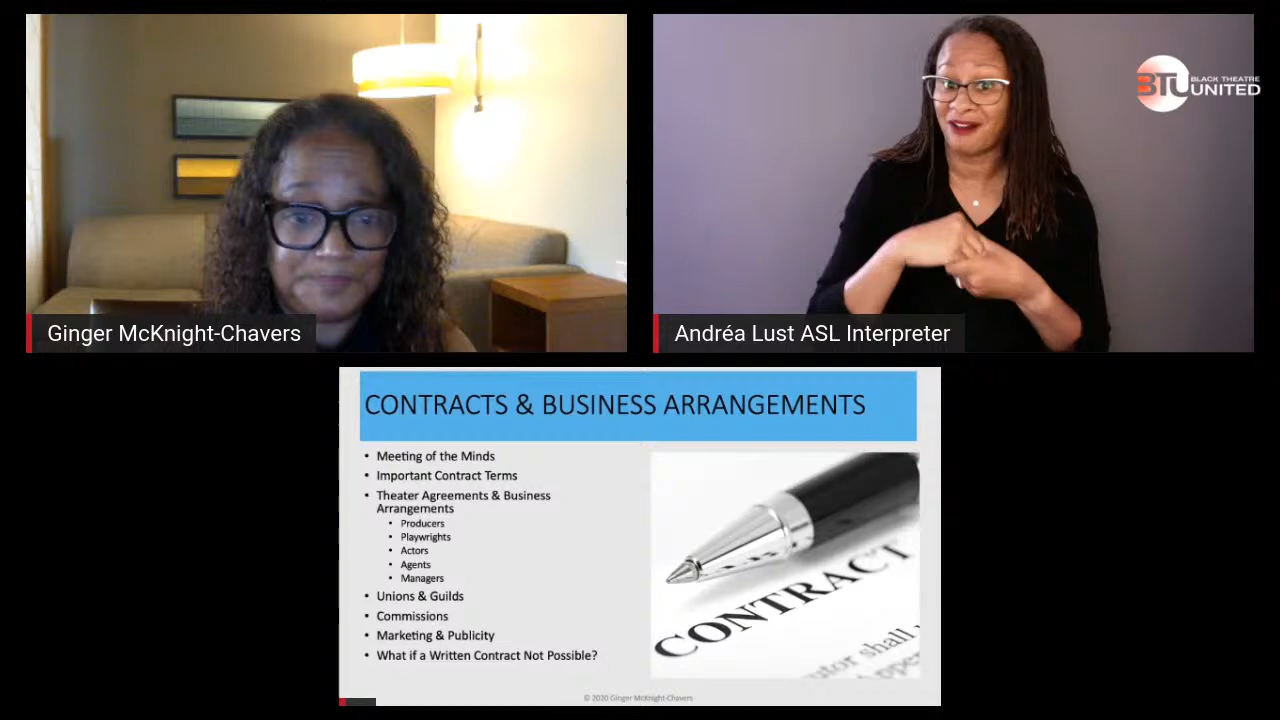 BTU BLACK THEATRE
UNITED
Ginger McKnight-Chavers
Andréa Lust ASL Interpreter
CONTRACTS & BUSINESS ARRANGEMENTS
• Meeting of the Minds
• Important Contract Terms
• Theater Agreements & Business
Arrangements
• Producers
• Playwrights
• Actors
• Agents
• Managers
• Unions & Guilds
• Commissions
• Marketing & Publicity
• What if a Written Contract Not Possible?
CONTRACT
shall
© 2020 Ginger McKnight-Chavers